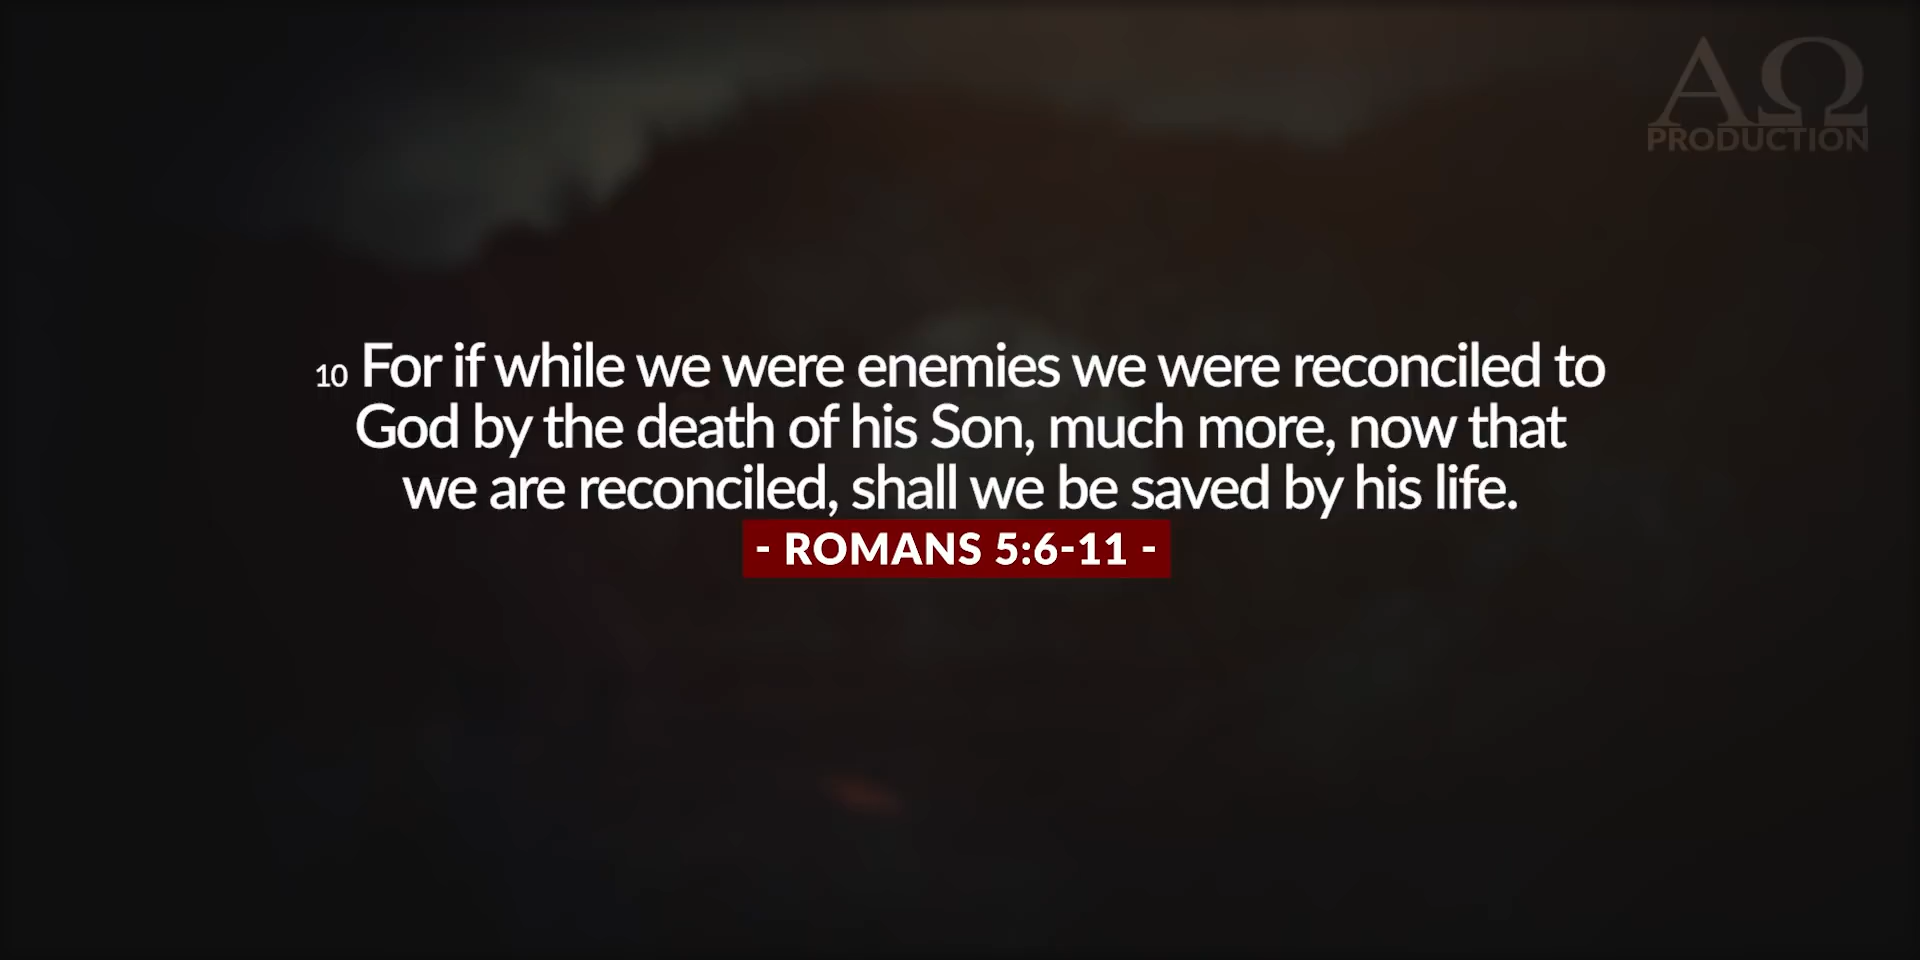 ΑΩ
PRODUCTION
10 For if while we were enemies we were reconciled to
God by the death of his Son, much more, now that
we are reconciled, shall we be saved by his life.
- ROMANS 5:6-11 -